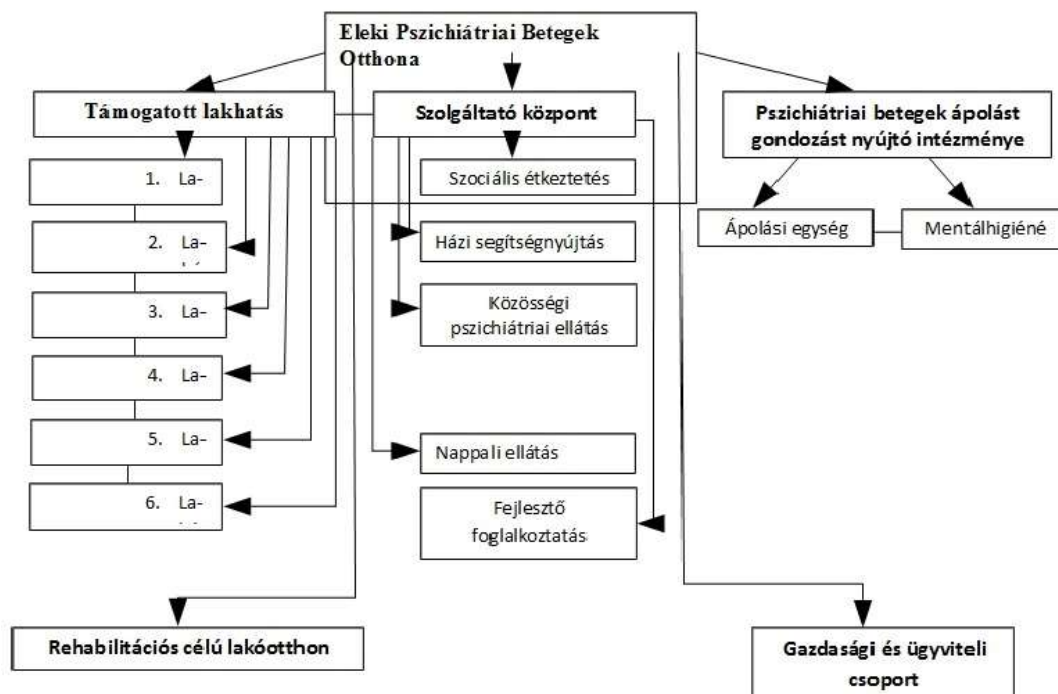 Eleki Pszichiátriai Betegek
Otthona
Támogatott lakhatás
Szolgáltató központ
Pszichiátriai betegek ápolást
gondozást nyújtó intézménye
1. La-
2. La-
3. La-
4. La-
5. La-
6. La-
Szociális étkeztetés
Házi segítségnyújtás
Közösségi
pszichiátriai ellátás
Nappali ellátás
Fejlesztő
foglalkoztatás
Ápolási egység
Mentálhigiéné
Rehabilitációs célú lakóotthon
Gazdasági és ügyviteli
csoport